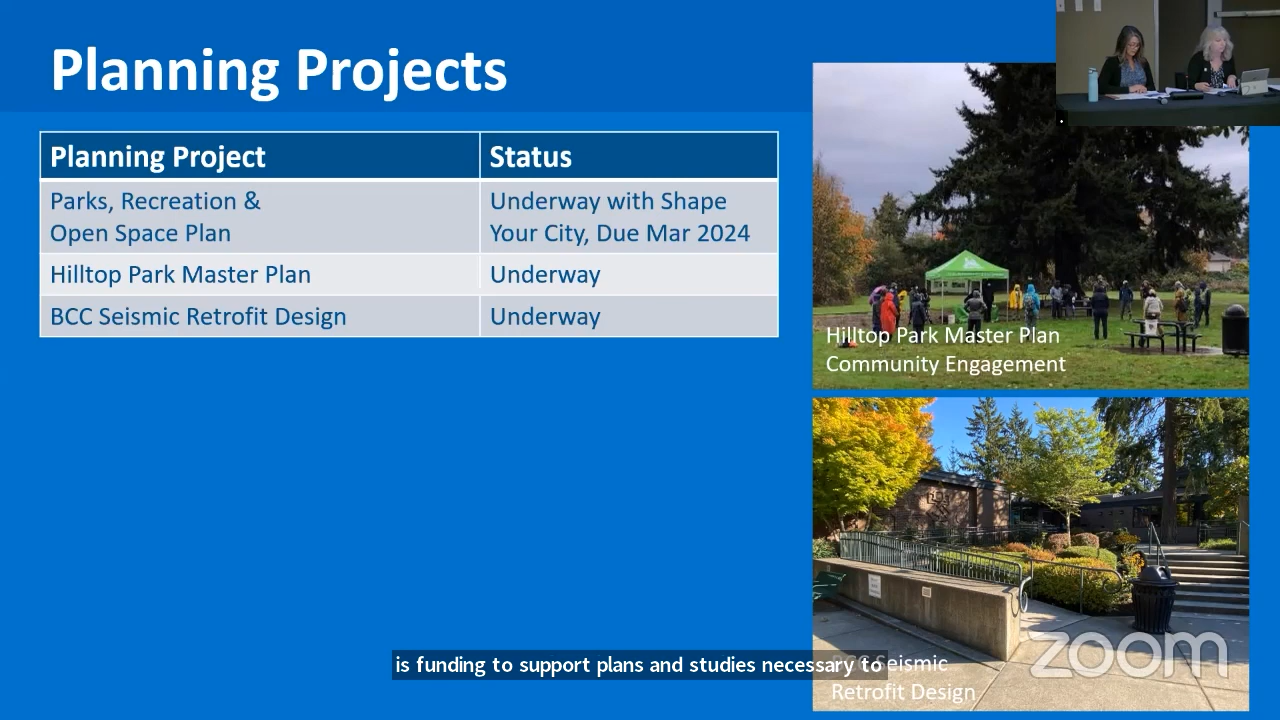 Planning Projects
Planning Project
Status
Parks, Recreation &
Open Space Plan
Underway with Shape
Your City, Due Mar 2024
Hilltop Park Master Plan
Underway
BCC Seismic Retrofit Design
Underway
Hilltop Park Master Plan
Community Engagement
BCC Seismic
Retrofit Design
is funding to support plans and studies necessary to
zoom